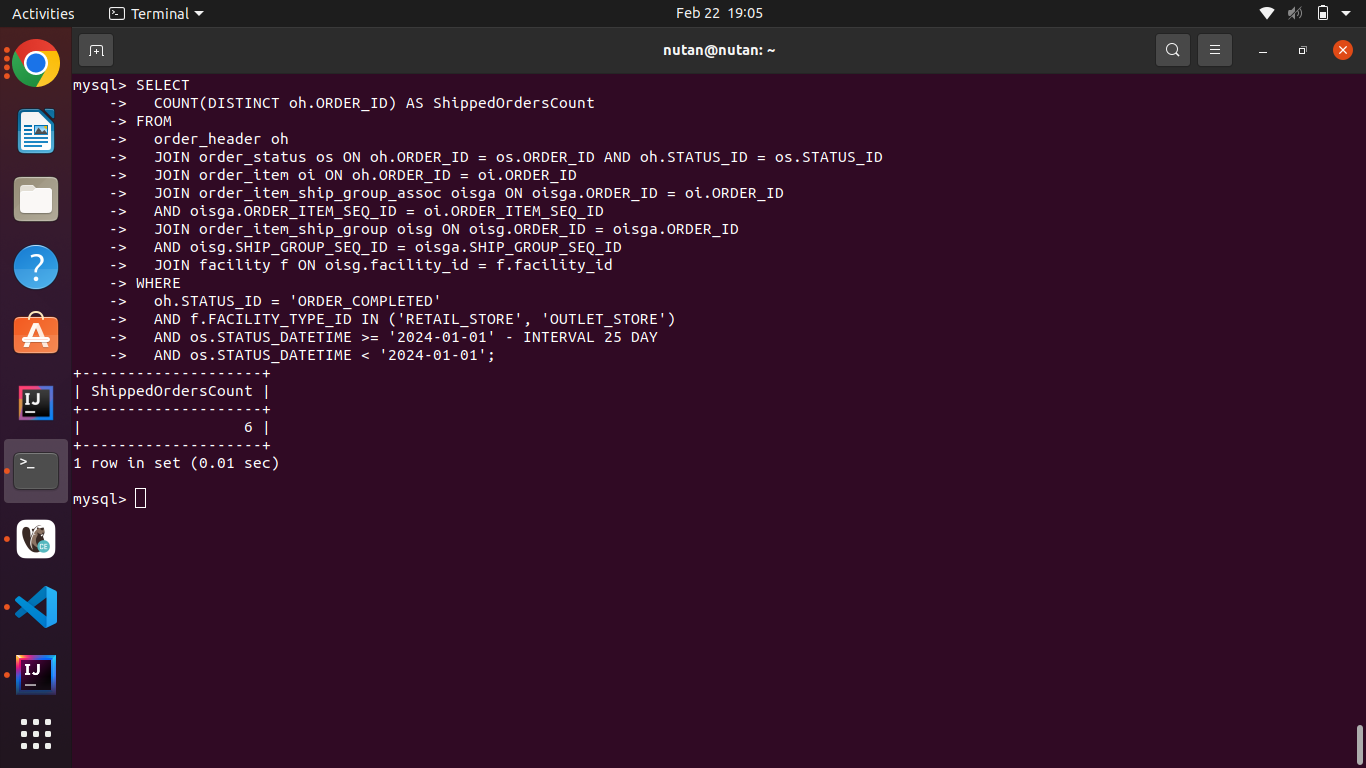 Activities
Terminal
Feb 22 19:05
nutan@nutan: ~
mysql> SELECT
    ->   COUNT(DISTINCT oh.ORDER_ID) AS ShippedOrdersCount
    -> FROM
    ->   order_header oh
    ->   JOIN order_status os ON oh.ORDER_ID = os.ORDER_ID AND oh.STATUS_ID = os.STATUS_ID
    ->   JOIN order_item oi ON oh.ORDER_ID = oi.ORDER_ID
    ->   JOIN order_item_ship_group_assoc oisga ON oisga.ORDER_ID = oi.ORDER_ID
    ->   AND oisga.ORDER_ITEM_SEQ_ID = oi.ORDER_ITEM_SEQ_ID
    ->   JOIN order_item_ship_group oisg ON oisg.ORDER_ID = oisga.ORDER_ID
    ->   AND oisg.SHIP_GROUP_SEQ_ID = oisga.SHIP_GROUP_SEQ_ID
    ->   JOIN facility f ON oisg.facility_id = f.facility_id
    -> WHERE
    ->   oh.STATUS_ID = 'ORDER_COMPLETED'
    ->   AND f.FACILITY_TYPE_ID IN ('RETAIL_STORE', 'OUTLET_STORE')
    ->   AND os.STATUS_DATETIME >= '2024-01-01' - INTERVAL 25 DAY
    ->   AND os.STATUS_DATETIME < '2024-01-01';
+--------------------+
| ShippedOrdersCount |
+--------------------+
|                  6 |
+--------------------+
1 row in set (0.01 sec)
mysql>
IJ
>_
CE
IJ